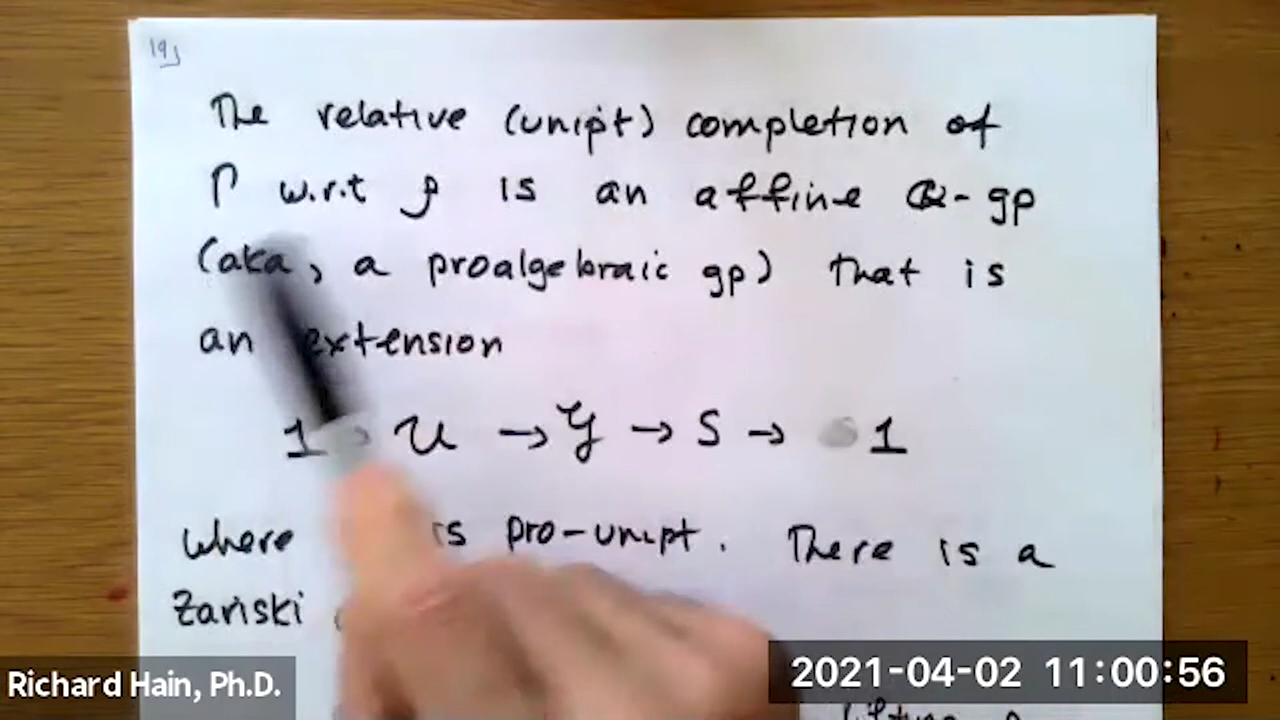 19
The relative (unipt) completion of
Γ w.r.t ρ is an affine Q-gp
(aka, a proalgebraic gp) that is
an extension
1 → U → G → S → 1
where is pro-unipt. There is a
Zariski
Richard Hain, Ph.D.
2021-04-02 11:00:56